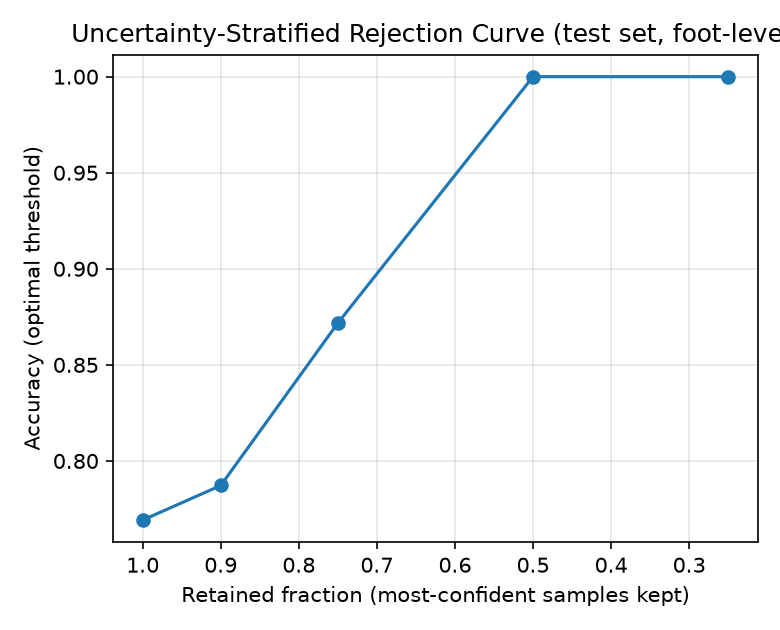 Uncertainty-Stratified Rejection Curve (test set, foot-leve
Accuracy (optimal threshold)
1.00
0.95
0.90
0.85
0.80
1.0 0.9 0.8 0.7 0.6 0.5 0.4 0.3
Retained fraction (most-confident samples kept)